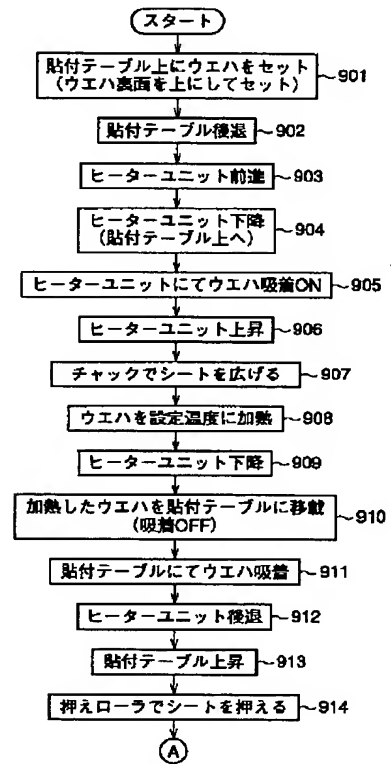 スタート
貼付テーブル上にウエハをセット
(ウエハ裏面を上にしてセット)
901
貼付テーブル後退
902
ヒーターユニット前進
903
ヒーターユニット下降
(貼付テーブル上へ)
904
ヒーターユニットにてウエハ吸着ON
905
ヒーターユニット上昇
906
チャックでシートを広げる
907
ウエハを設定温度に加熱
908
ヒーターユニット下降
909
加熱したウエハを貼付テーブルに移載
(吸着OFF)
910
貼付テーブルにてウエハ吸着
911
ヒーターユニット後退
912
貼付テーブル上昇
913
押えローラでシートを押える
914
A